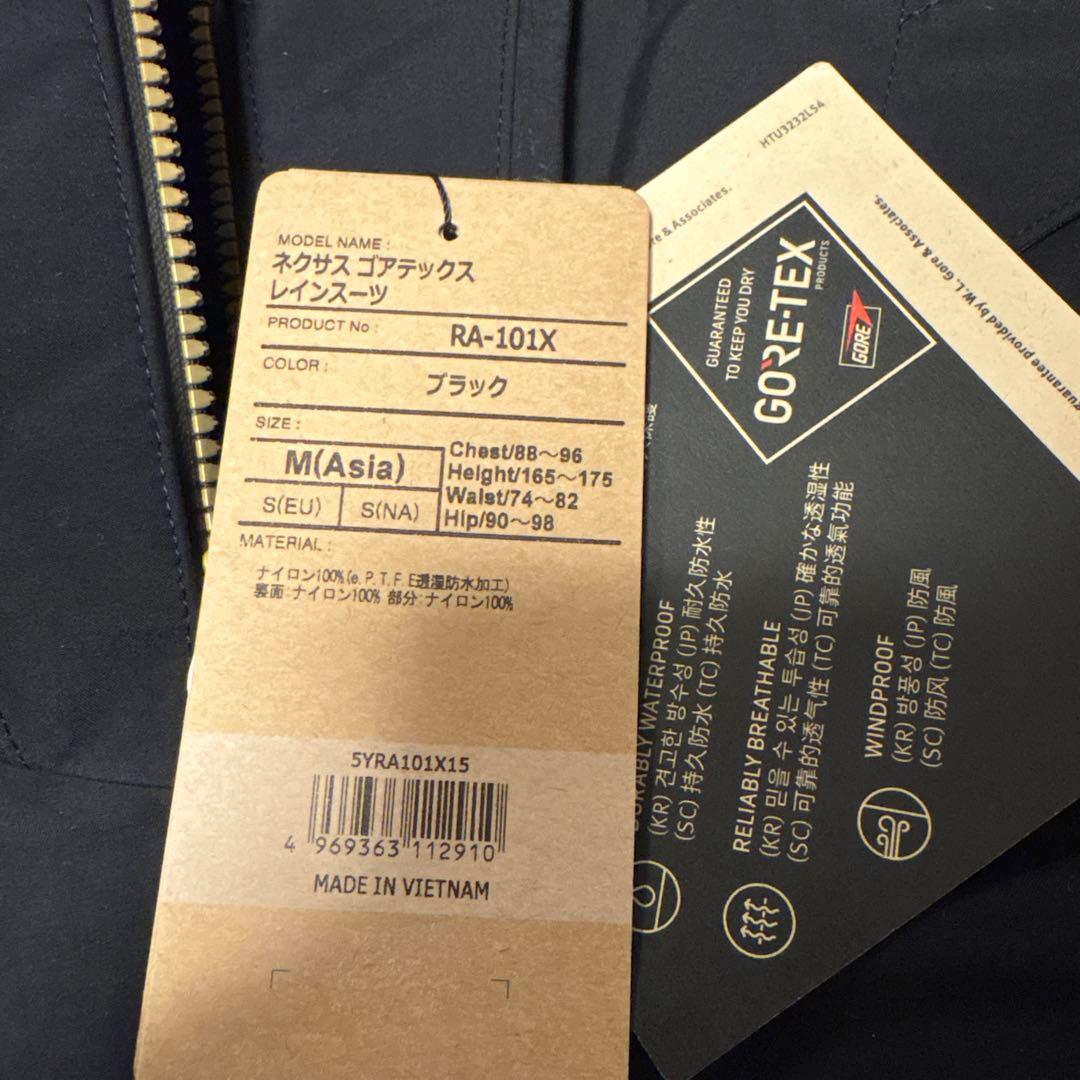 MODEL NAME :
ネクサス ゴアテックス
レインスーツ
PRODUCT No :
RA-101X
COLOR :
ブラック
SIZE :
M(Asia)
S(EU) S(NA)
Chest/88～96
Height/165～175
Waist/74～82
Hip/90～98
MATERIAL :
ナイロン100%(e.P.T.F.E透湿防水加工)
裏面:ナイロン100% 部分:ナイロン100%
5YRA101X15
4 969363 112910
MADE IN VIETNAM
HTU3232LS4
& Associates.
guarantee provided by W. L. Gore & Associates.
GUARANTEED
TO KEEP YOU DRY
GORE-TEX
PRODUCTS
GORE
DURABLY WATERPROOF
(KR) 견고한 방수성 (JP) 耐久防水性
(SC) 持久防水 (TC) 持久防水
RELIABLY BREATHABLE
(KR) 믿을 수 있는 투습성 (JP) 確かな透湿性
(SC) 可靠的透气性 (TC) 可靠的透氣功能
WINDPROOF
(KR) 방풍성 (JP) 防風
(SC) 防风 (TC) 防風